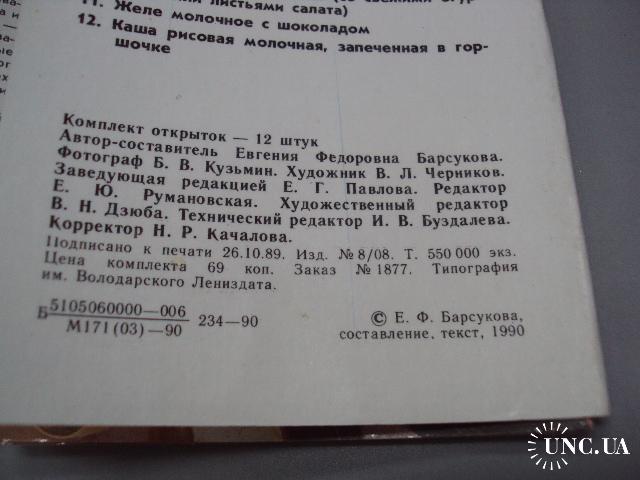 листьями салата)
11. Желе молочное с шоколадом
12. Каша рисовая молочная, запеченная в гор-
шочке
Комплект открыток — 12 штук
Автор-составитель Евгения Федоровна Барсукова.
Фотограф Б. В. Кузьмин. Художник В. Л. Черников.
Заведующая редакцией Е. Г. Павлова. Редактор
Е. Ю. Румановская. Художественный редактор
В. Н. Дзюба. Технический редактор И. В. Буздалева.
Корректор Н. Р. Качалова.
Подписано к печати 26.10.89. Изд. №8/08. Т. 550 000 экз.
Цена комплекта 69 коп. Заказ №1877. Типография
им. Володарского Лениздата.
Б 5105060000—006
М171(03)—90 234—90
© Е. Ф. Барсукова,
составление, текст, 1990
UNC.UA